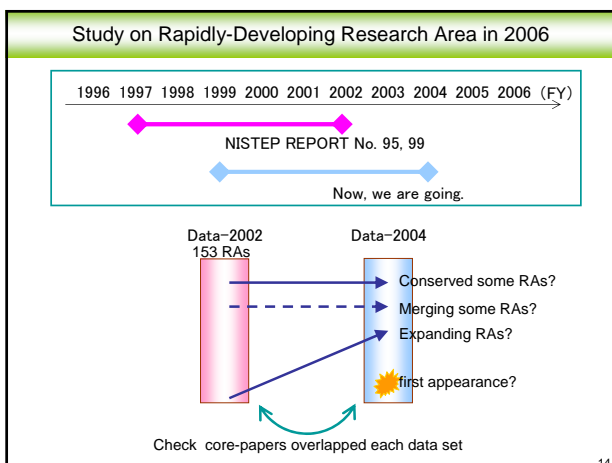 Study on Rapidly-Developing Research Area in 2006
1996 1997 1998 1999 2000 2001 2002 2003 2004 2005 2006 (FY)
NISTEP REPORT No. 95, 99
Now, we are going.
Data-2002 Data-2004
153 RAs
Conserved some RAs?
Merging some RAs?
Expanding RAs?
first appearance?
Check core-papers overlapped each data set
14